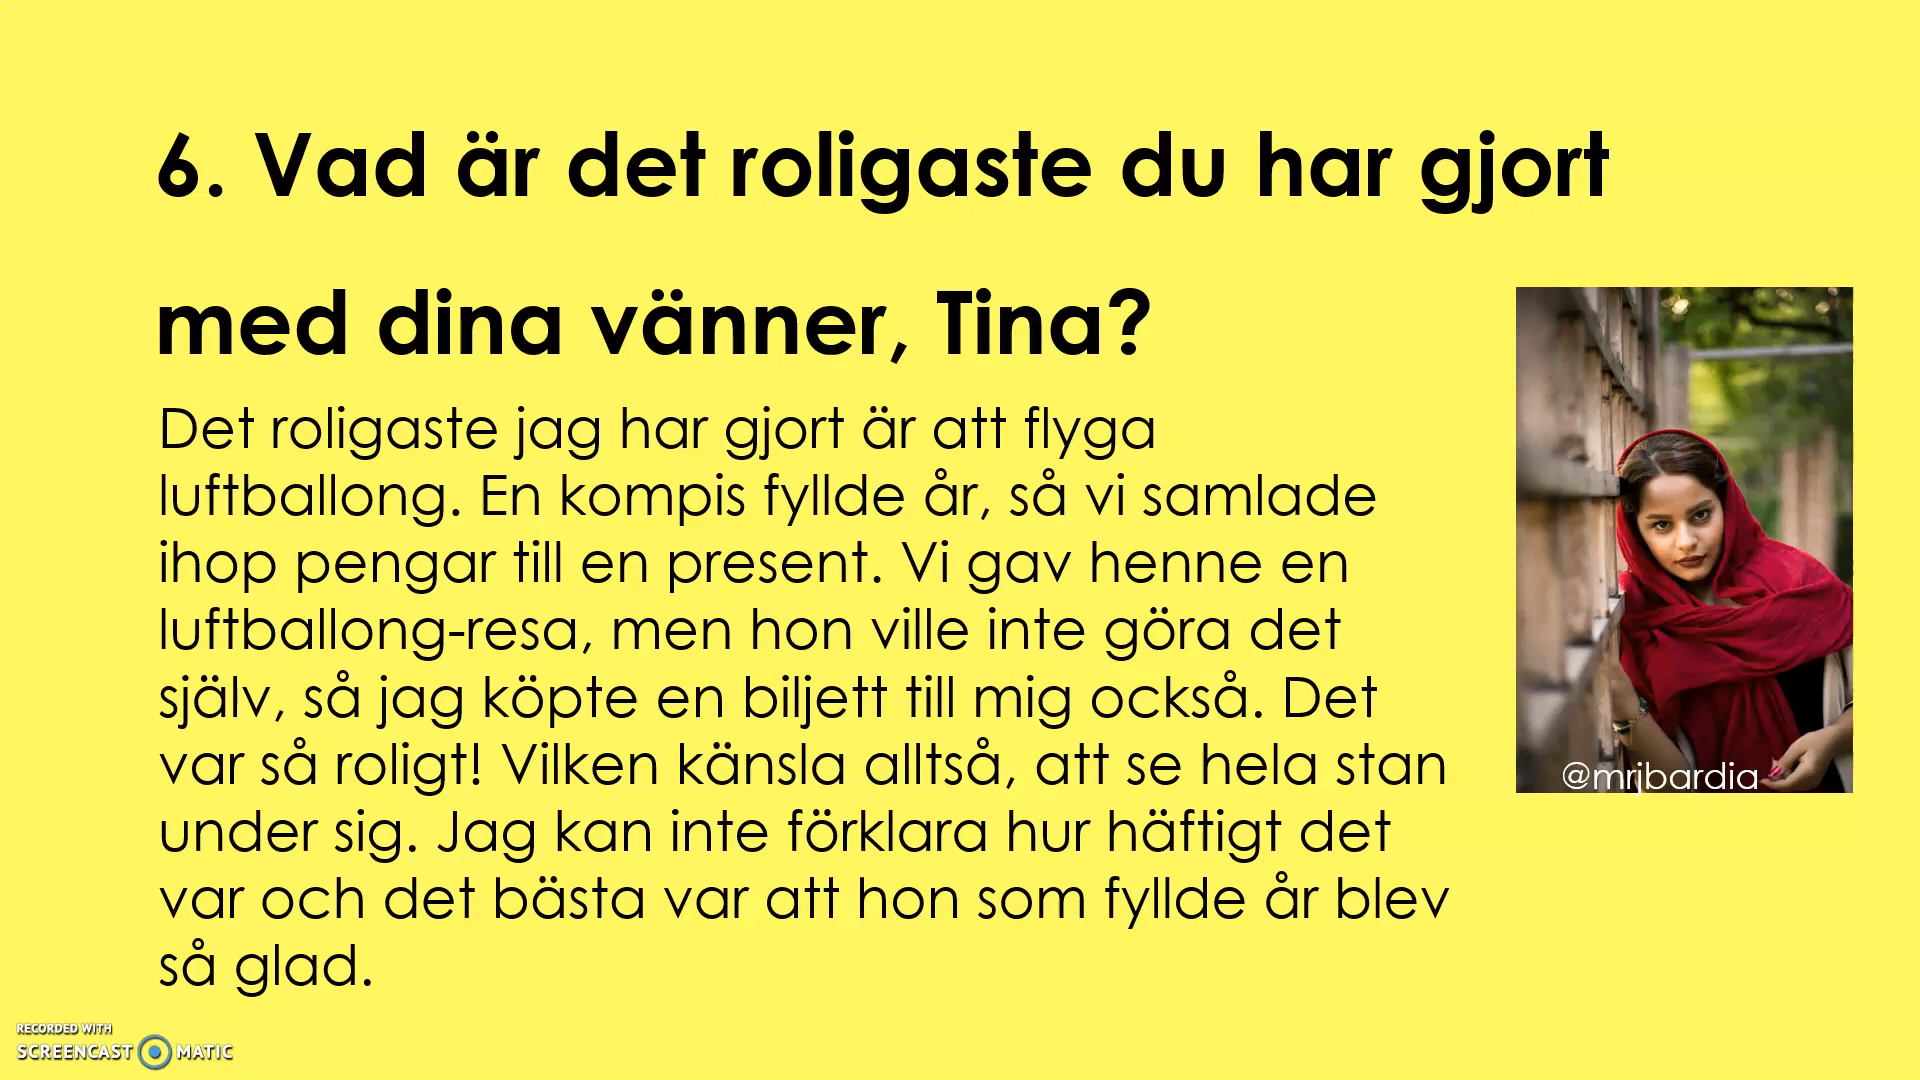 6. Vad är det roligaste du har gjort
med dina vänner, Tina?
Det roligaste jag har gjort är att flyga
luftballong. En kompis fyllde år, så vi samlade
ihop pengar till en present. Vi gav henne en
luftballong-resa, men hon ville inte göra det
själv, så jag köpte en biljett till mig också. Det
var så roligt! Vilken känsla alltså, att se hela stan
under sig. Jag kan inte förklara hur häftigt det
var och det bästa var att hon som fyllde år blev
så glad.
@mrjbardia
RECORDED WITH
SCREENCAST MATIC